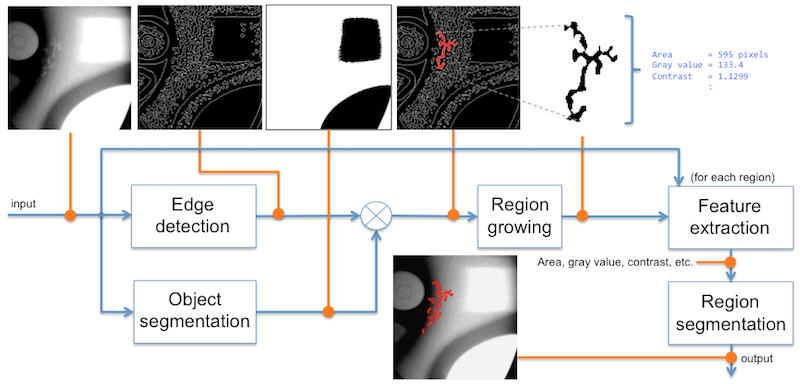 Area = 595 pixels
Gray value = 133.4
Contrast = 1.1299
:
(for each region)
input
Edge
detection
Region
growing
Feature
extraction
Area, gray value, contrast, etc.
Object
segmentation
Region
segmentation
output